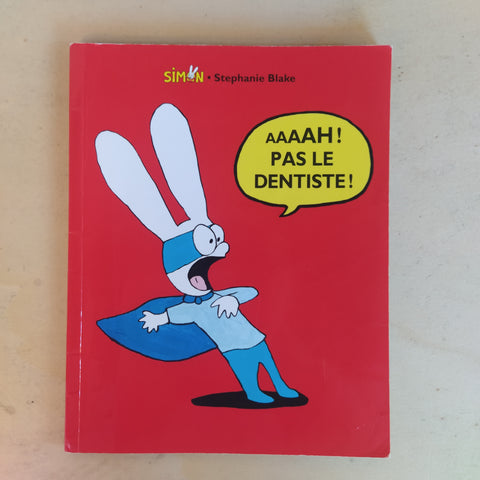 SIMON • Stephanie Blake
AAAAH!
PAS LE
DENTISTE!